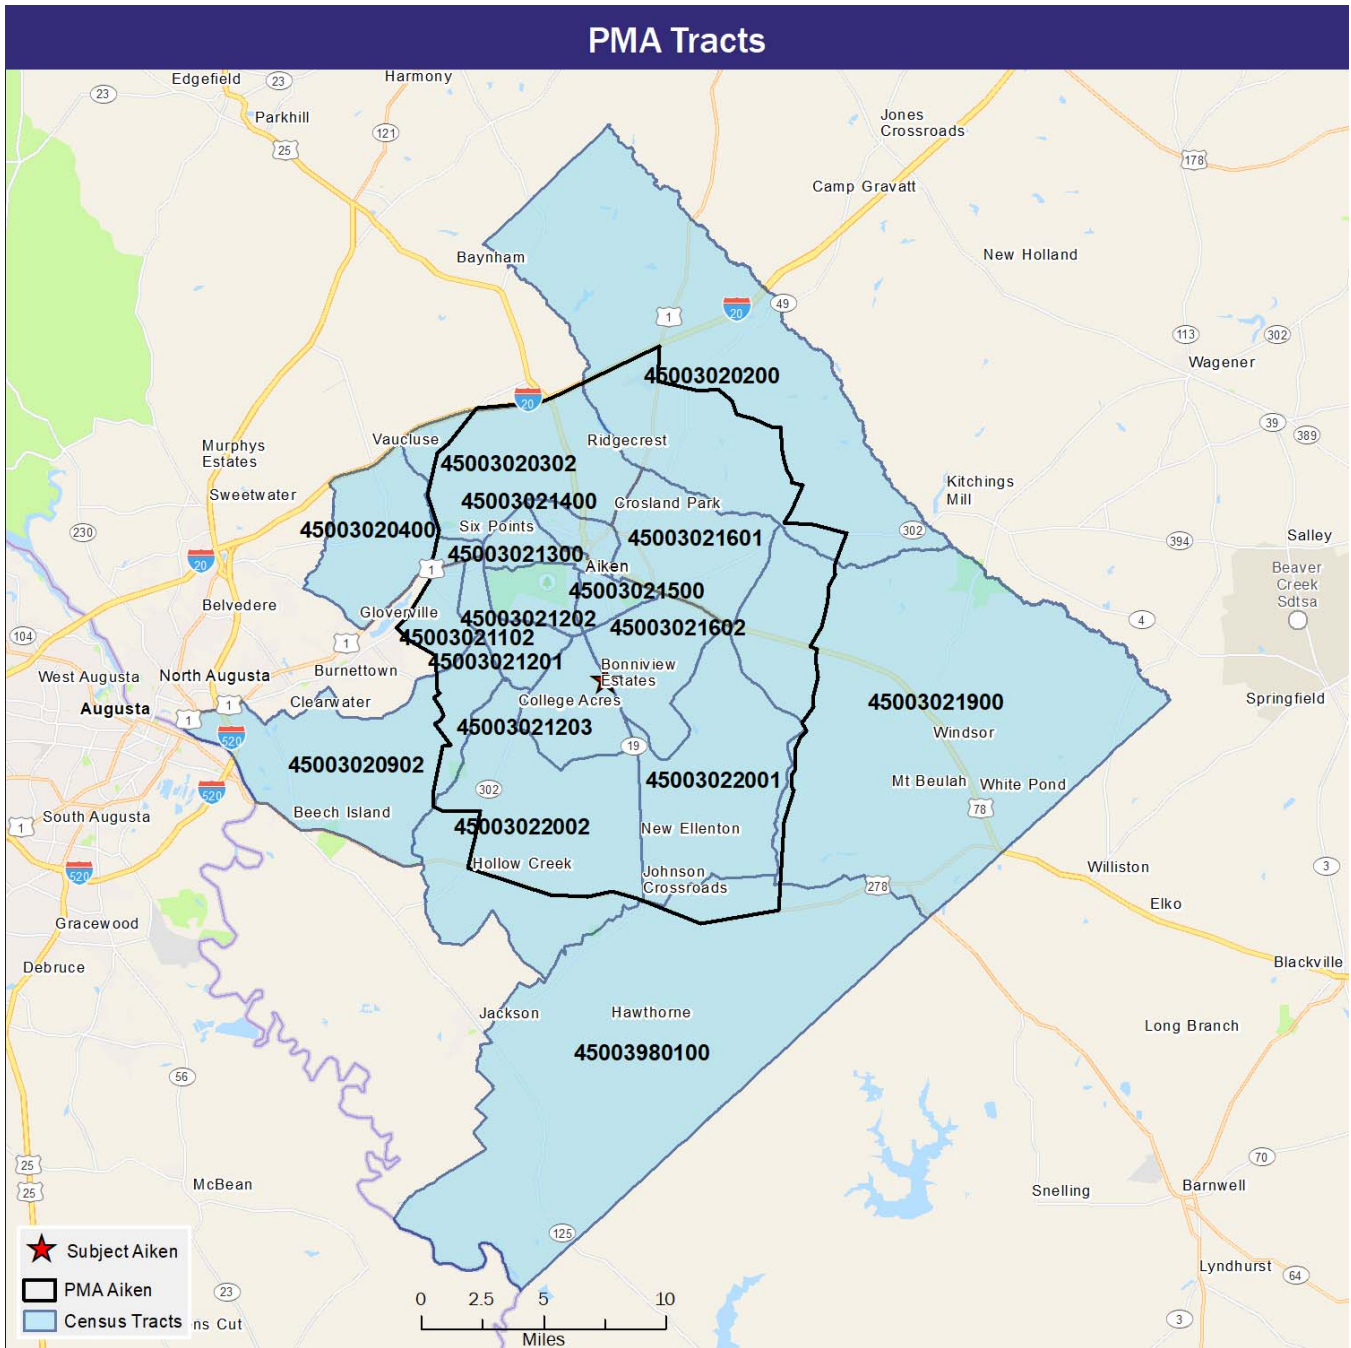 PMA Tracts
Edgefield
23
Harmony
23
Parkhill
121
25
Jones
Crossroads
178
Camp Gravatt
Baynham
New Holland
49
20
1
113
302
Wagener
45003020200
20
39
389
Vaucluse
Ridgecrest
Murphys
Estates
45003020302
Kitchings
Mill
Sweetwater
45003021400
Crosland Park
Six Points
45003020400
45003021601
230
302
394
Salley
45003021300
20
1
Aiken
Beaver
Creek
Sdtsa
45003021500
Belvedere
Gloverville
45003021202
45003021602
4
104
1
45003021102
45003021201
Bonniview
Estates
Burnettown
West Augusta
North Augusta
College Acres
Clearwater
45003021900
Springfield
Augusta
1
1
45003021203
Windsor
520
19
45003020902
45003022001
Mt Beulah
White Pond
302
520
Beech Island
78
South Augusta
1
45003022002
New Ellenton
Hollow Creek
Johnson
Crossroads
Williston
3
520
278
Elko
Gracewood
Debruce
Blackville
Jackson
Hawthorne
Long Branch
45003980100
56
70
25
25
McBean
Snelling
Barnwell
125
Subject Aiken
PMA Aiken
Census Tracts
Lyndhurst
64
23
ns Cut
3
0
2.5
5
10
Miles